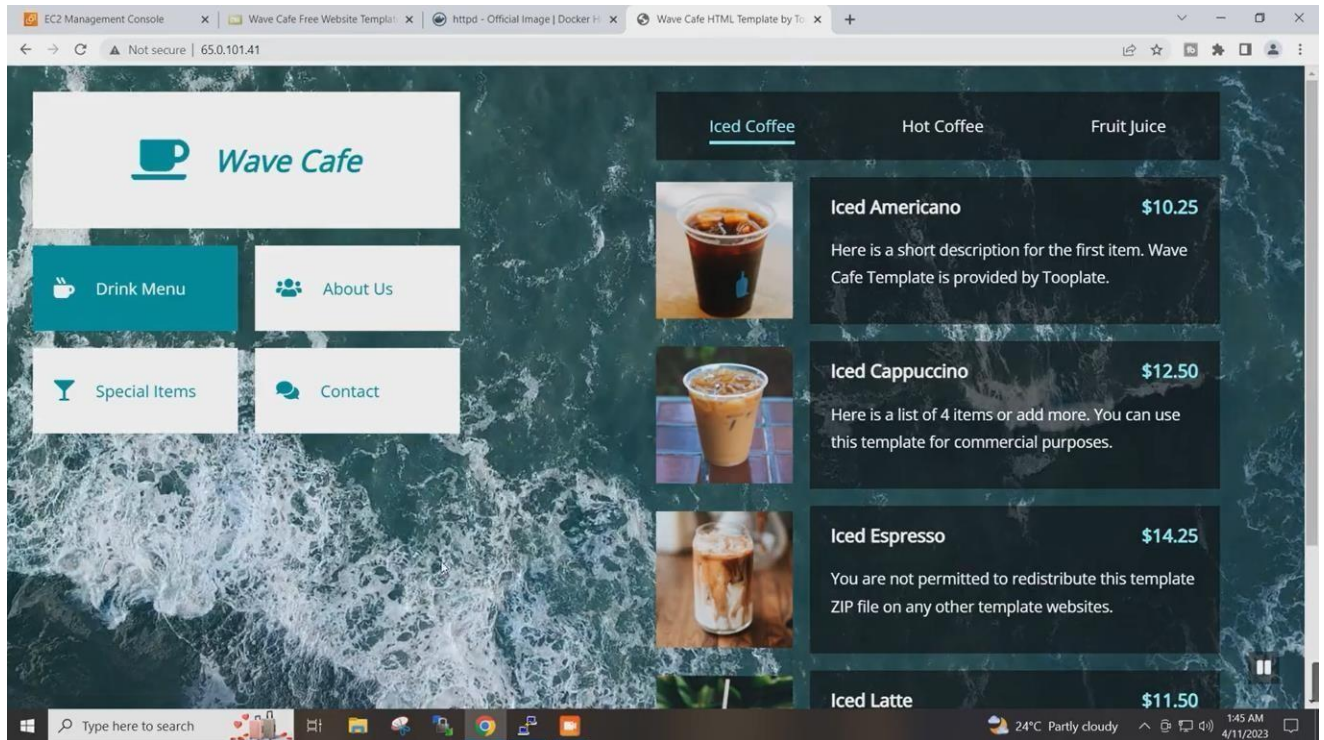 EC2 Management Console
Wave Cafe Free Website Templat
httpd - Official Image | Docker H
Wave Cafe HTML Template by To
Not secure | 65.0.101.41
Wave Cafe
Drink Menu
About Us
Special Items
Contact
Iced Coffee
Hot Coffee
Fruit Juice
Iced Americano
$10.25
Here is a short description for the first item. Wave
Cafe Template is provided by Tooplate.
Iced Cappuccino
$12.50
Here is a list of 4 items or add more. You can use
this template for commercial purposes.
Iced Espresso
$14.25
You are not permitted to redistribute this template
ZIP file on any other template websites.
Iced Latte
$11.50
Type here to search
24°C Partly cloudy
1:45 AM
4/11/2023